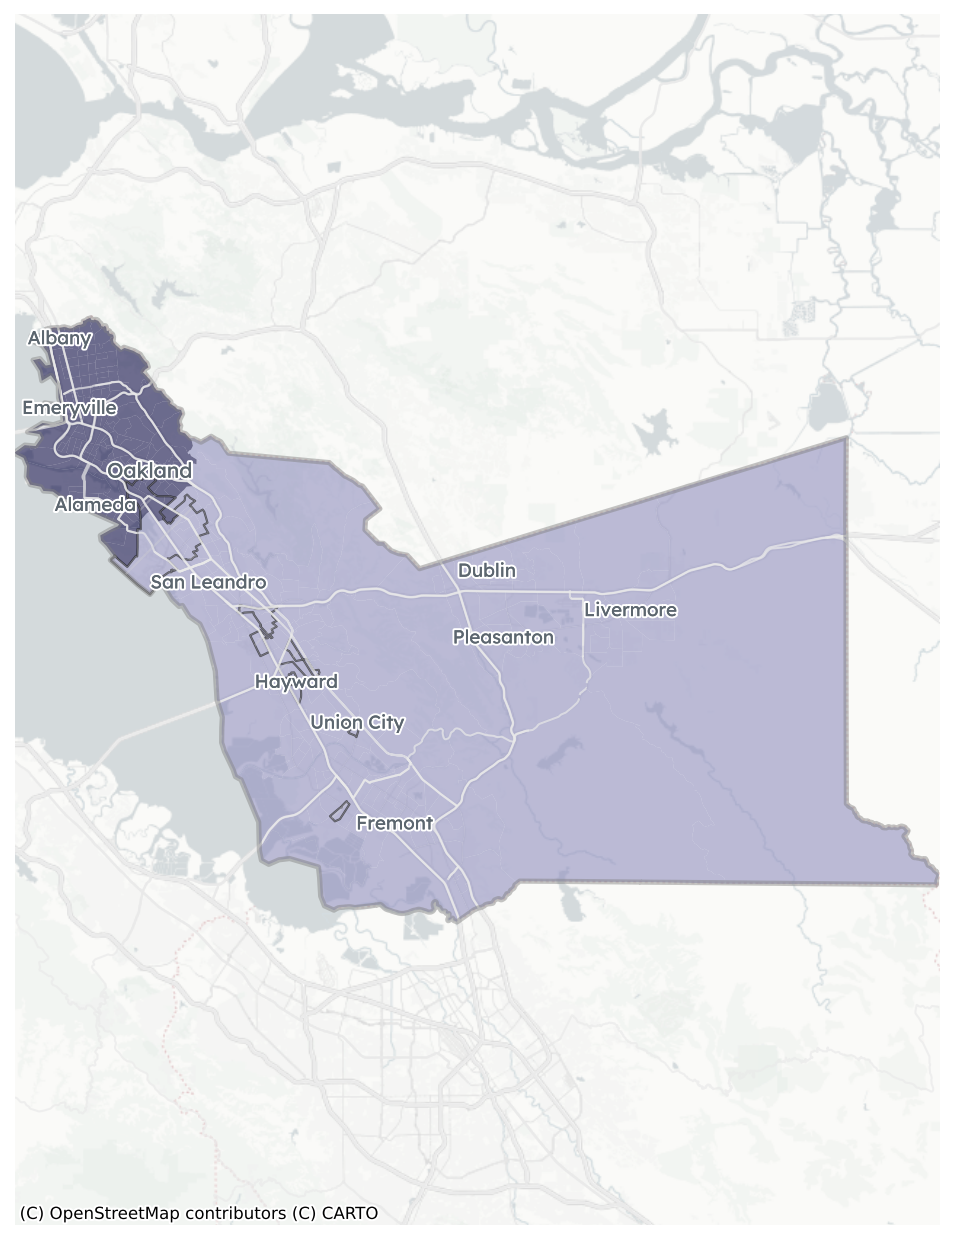 Albany
Emeryville
Oakland
Alameda
San Leandro
Dublin
Livermore
Pleasanton
Hayward
Union City
Fremont
(C) OpenStreetMap contributors (C) CARTO